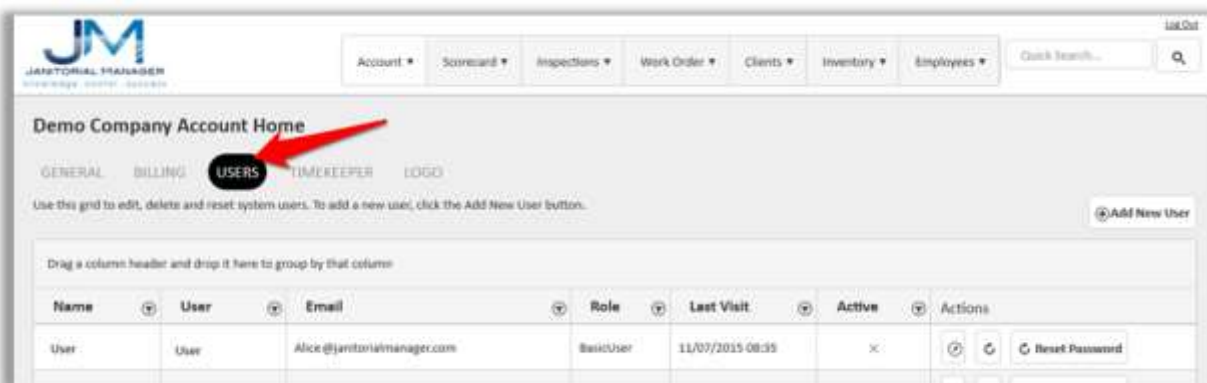 Log Out
JM
JANITORIAL MANAGER
Account ▾ Scorecard ▾ Inspections ▾ Work Order ▾ Clients ▾ Inventory ▾ Employees ▾ Quick Search...
Demo Company Account Home
GENERAL BILLING USERS TIMEKEEPER LOGO
Use this grid to edit, delete and reset system users. To add a new user, click the Add New User button.
Add New User
Drag a column header and drop it here to group by that column
Name User Email Role Last Visit Active Actions
User User Alice@janitorialmanager.com BasicUser 11/07/2015 08:35 Reset Password